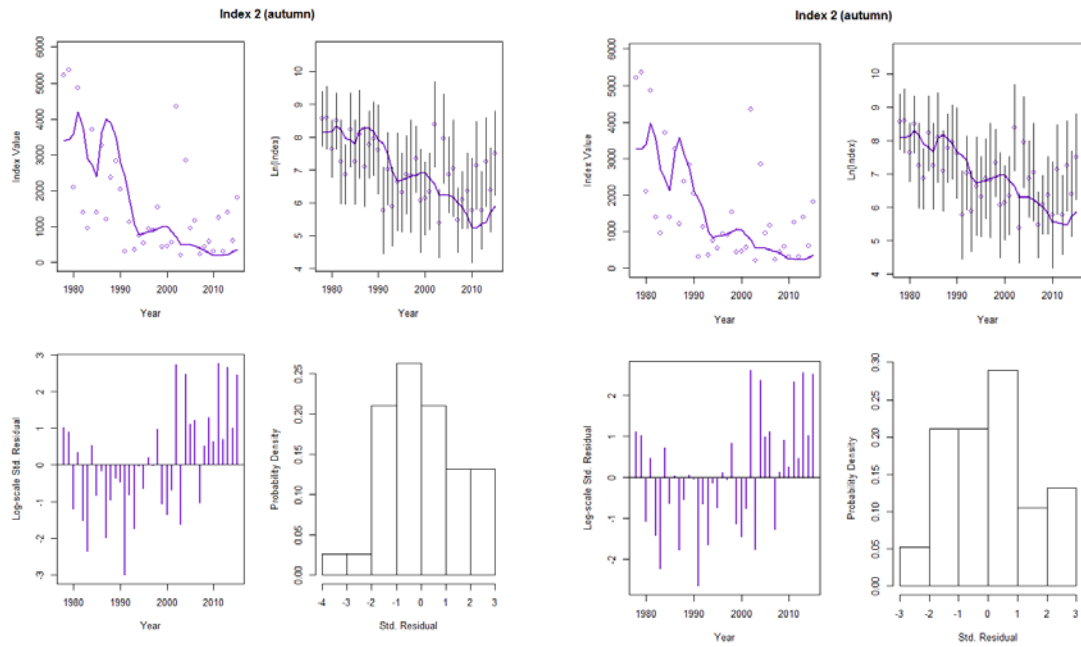 Index 2 (autumn)
Index Value
0 1000 2000 3000 4000 5000 6000
1980 1990 2000 2010
Year
Ln(Index)
4 5 6 7 8 9 10
1980 1990 2000 2010
Year
Log-scale Std. Residual
-3 -2 -1 0 1 2 3
1980 1990 2000 2010
Year
Probability Density
0.00 0.05 0.10 0.15 0.20 0.25
-4 -3 -2 -1 0 1 2 3
Std. Residual
Index 2 (autumn)
Index Value
0 1000 2000 3000 4000 5000 6000
1980 1990 2000 2010
Year
Ln(Index)
4 5 6 7 8 9 10
1980 1990 2000 2010
Year
Log-scale Std. Residual
-2 -1 0 1 2
1980 1990 2000 2010
Year
Probability Density
0.00 0.05 0.10 0.15 0.20 0.25 0.30
-3 -2 -1 0 1 2 3
Std. Residual